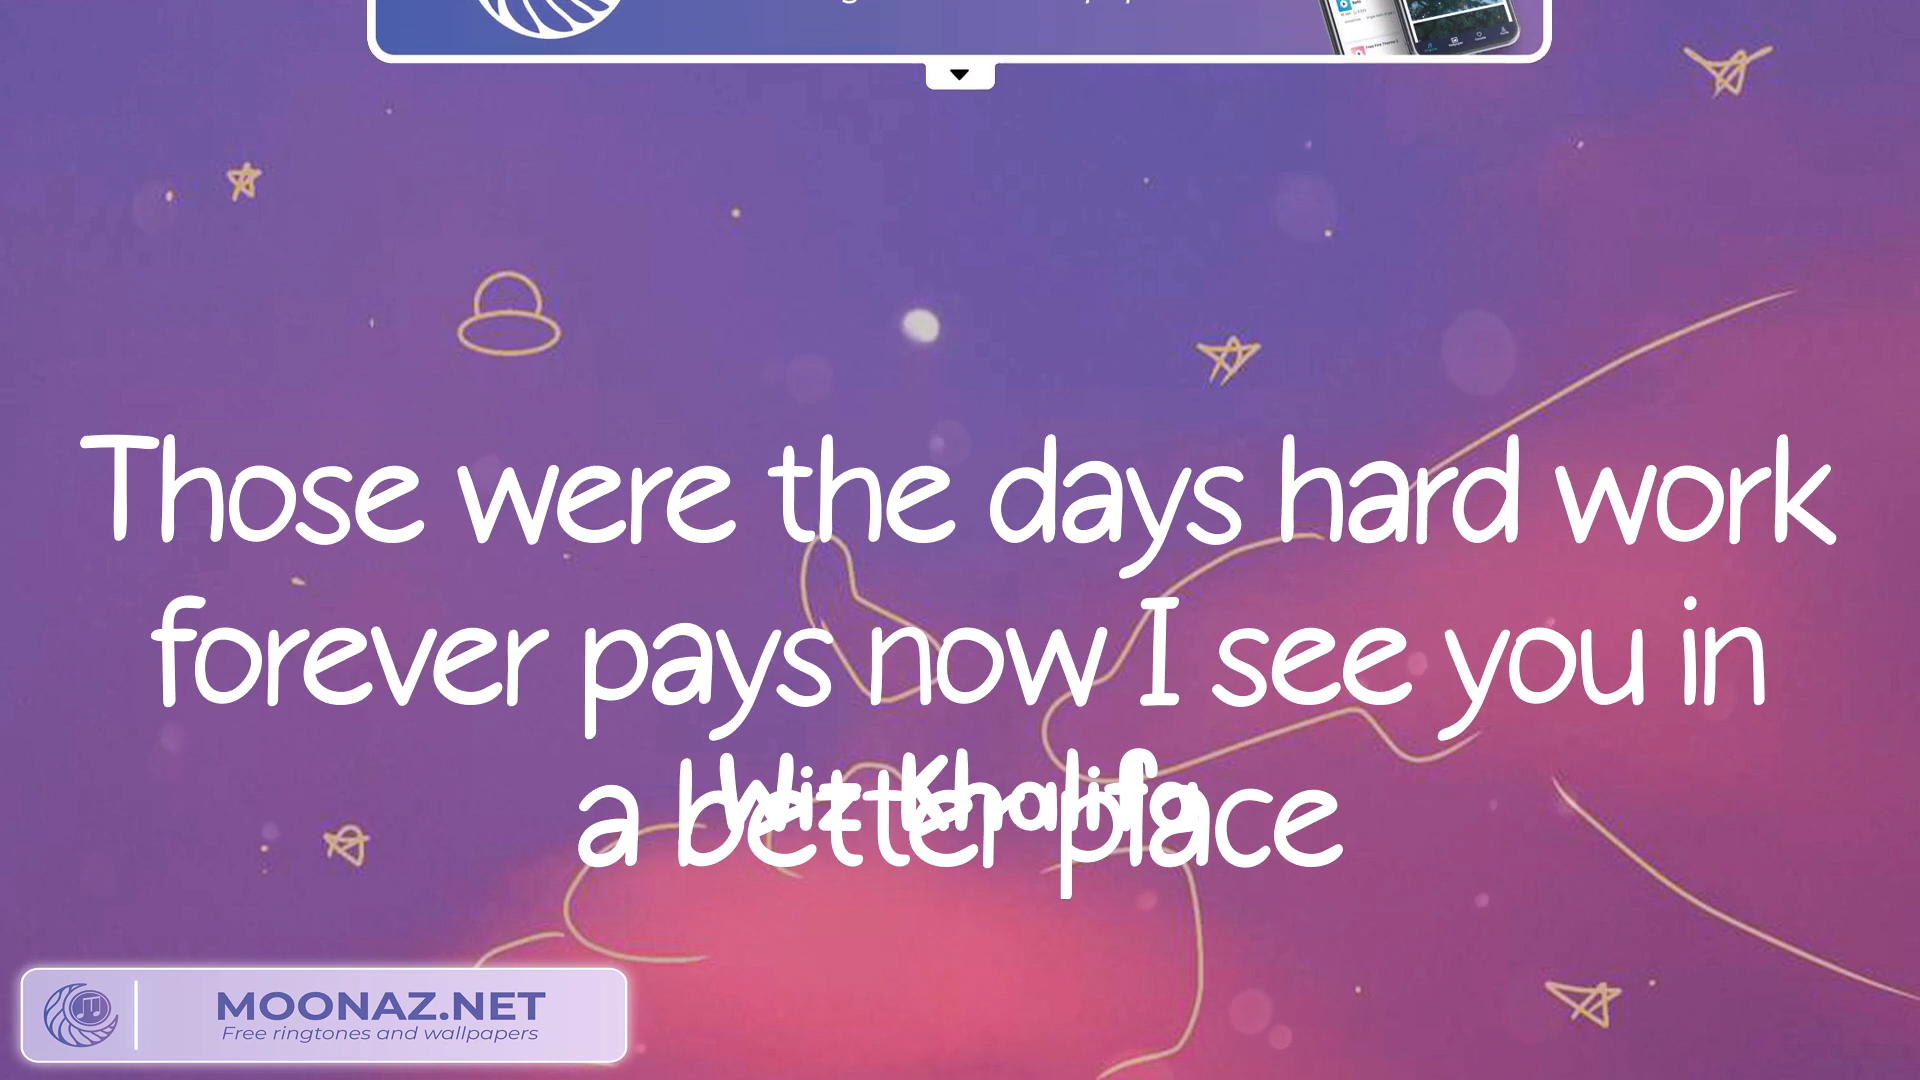 Those were the days hard work
forever pays now I see you in
a better place
Wiz Khalifa
MOONAZ.NET
Free ringtones and wallpapers